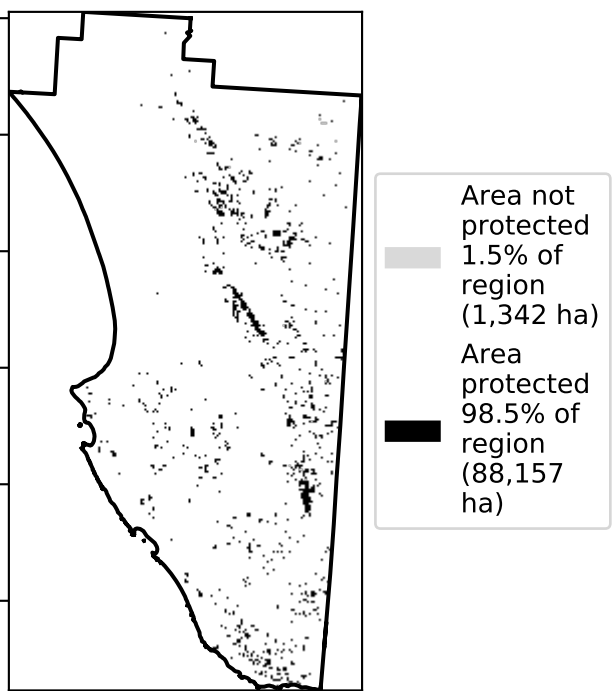 Area not
protected
1.5% of
region
(1,342 ha)
Area
protected
98.5% of
region
(88,157
ha)